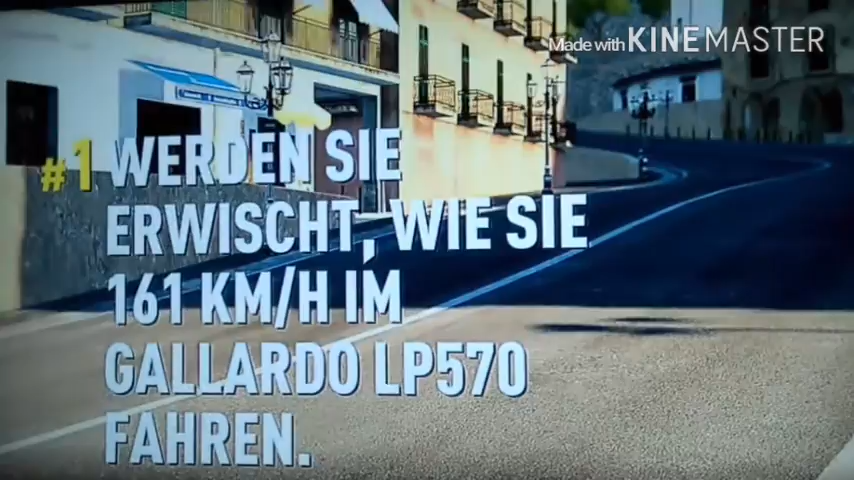 Made with KINEMASTER
#1 WERDEN SIE
ERWISCHT, WIE SIE
161 KM/H IM
GALLARDO LP570
FAHREN.